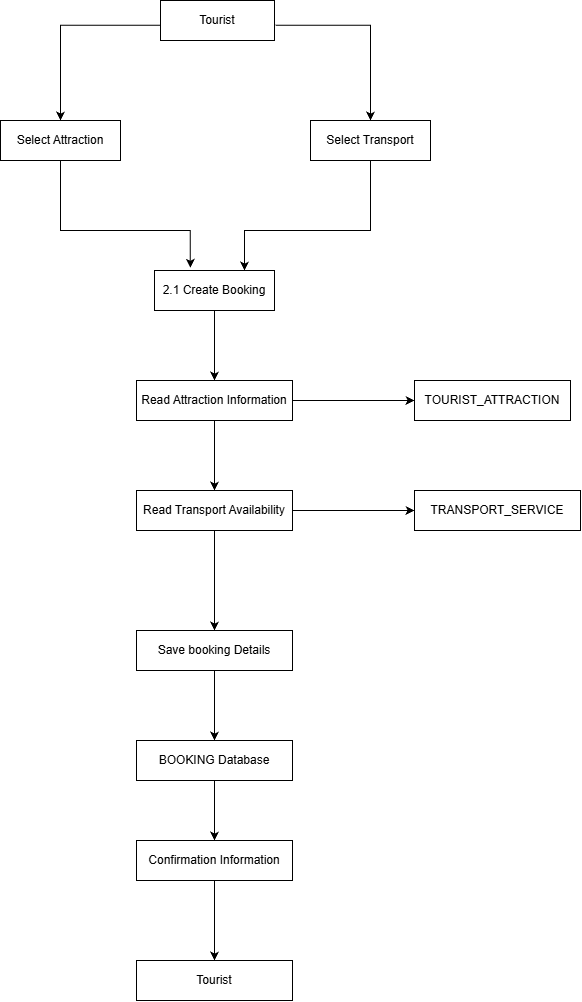 Tourist
Select Attraction
Select Transport
2.1 Create Booking
Read Attraction Information
TOURIST_ATTRACTION
Read Transport Availability
TRANSPORT_SERVICE
Save booking Details
BOOKING Database
Confirmation Information
Tourist